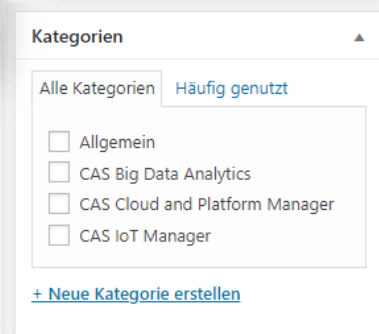 Kategorien
Alle Kategorien Häufig genutzt
Allgemein
CAS Big Data Analytics
CAS Cloud and Platform Manager
CAS IoT Manager
+ Neue Kategorie erstellen